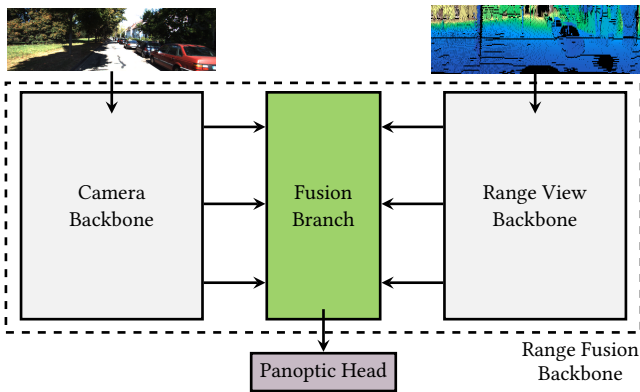 Camera
Backbone
Fusion
Branch
Range View
Backbone
Panoptic Head
Range Fusion
Backbone